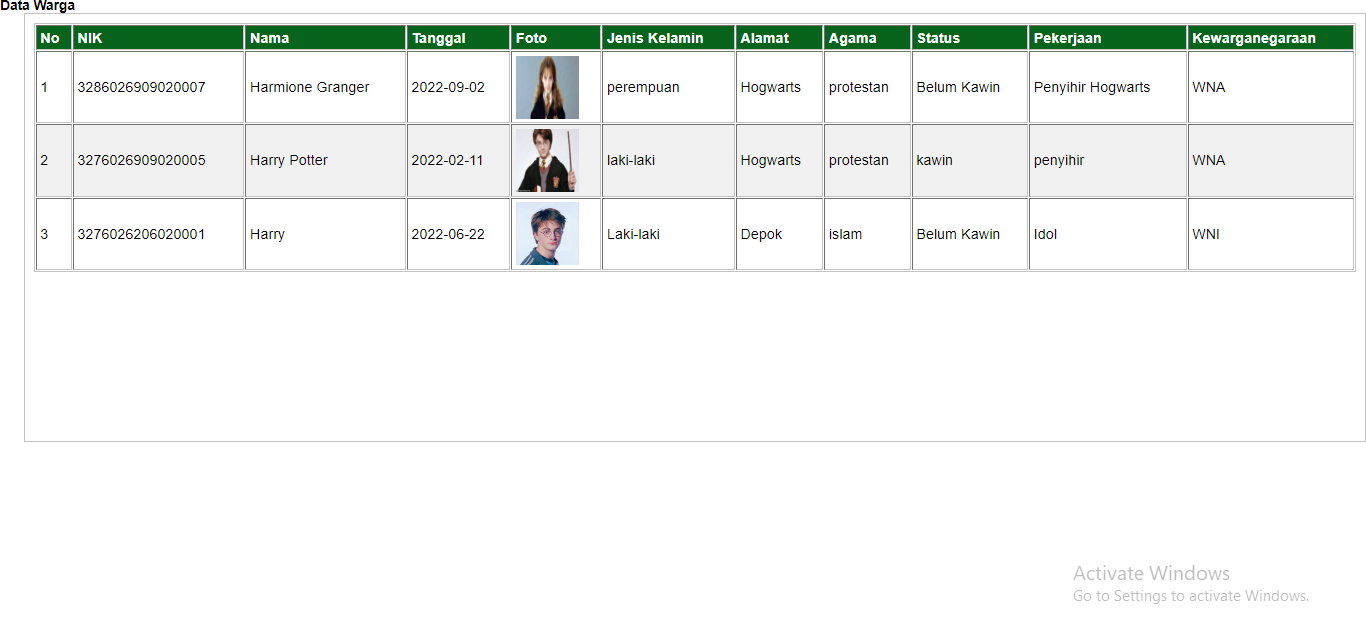 Data Warga
No NIK Nama Tanggal Foto Jenis Kelamin Alamat Agama Status Pekerjaan Kewarganegaraan
1 3286026909020007 Harmione Granger 2022-09-02 perempuan Hogwarts protestan Belum Kawin Penyihir Hogwarts WNA
2 3276026909020005 Harry Potter 2022-02-11 laki-laki Hogwarts protestan kawin penyihir WNA
3 3276026206020001 Harry 2022-06-22 Laki-laki Depok islam Belum Kawin Idol WNI
Activate Windows
Go to Settings to activate Windows.